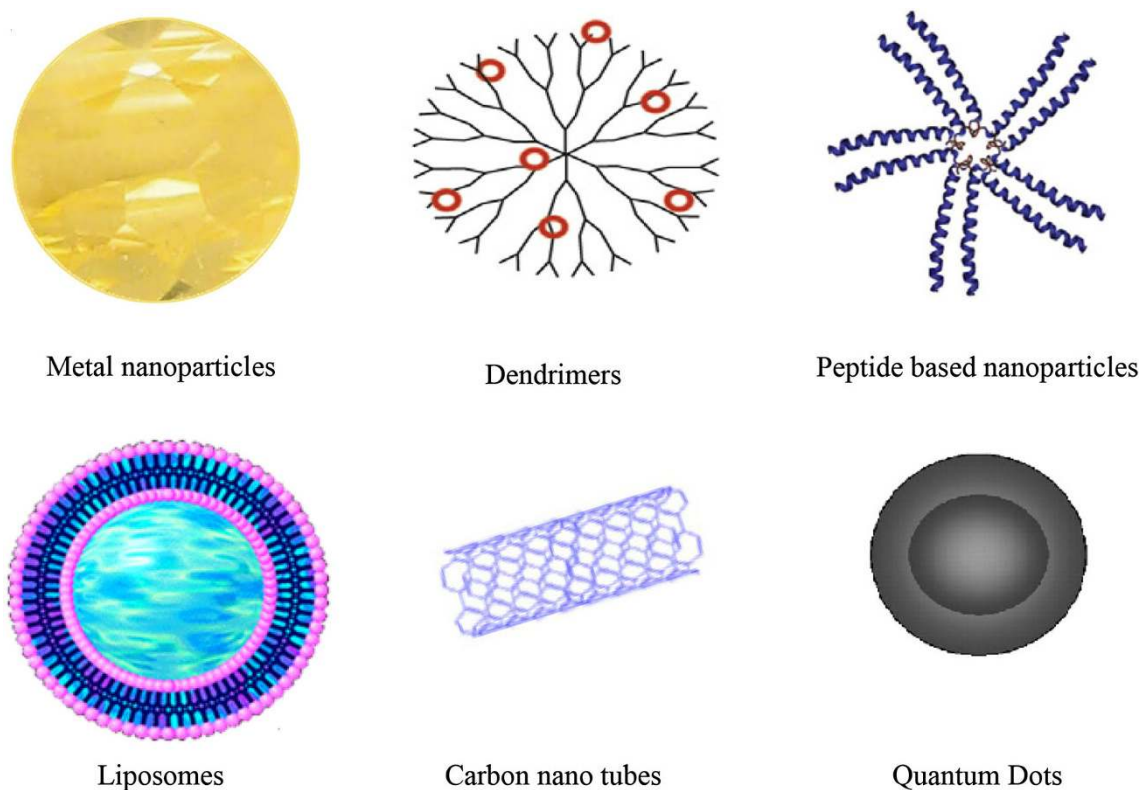 Metal nanoparticles
Dendrimers
Peptide based nanoparticles
Liposomes
Carbon nano tubes
Quantum Dots